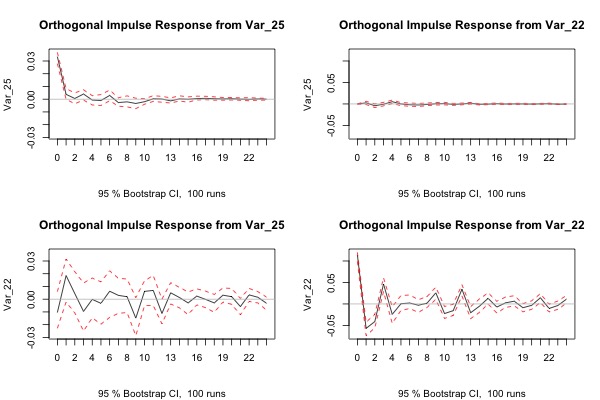 Orthogonal Impulse Response from Var_25
Var_25
0.03
0.00
-0.03
0 2 4 6 8 10 13 16 19 22
95 % Bootstrap CI, 100 runs
Orthogonal Impulse Response from Var_22
Var_25
0.05
-0.05
0 2 4 6 8 10 13 16 19 22
95 % Bootstrap CI, 100 runs
Orthogonal Impulse Response from Var_25
Var_22
0.03
0.00
-0.03
0 2 4 6 8 10 13 16 19 22
95 % Bootstrap CI, 100 runs
Orthogonal Impulse Response from Var_22
Var_22
0.05
-0.05
0 2 4 6 8 10 13 16 19 22
95 % Bootstrap CI, 100 runs